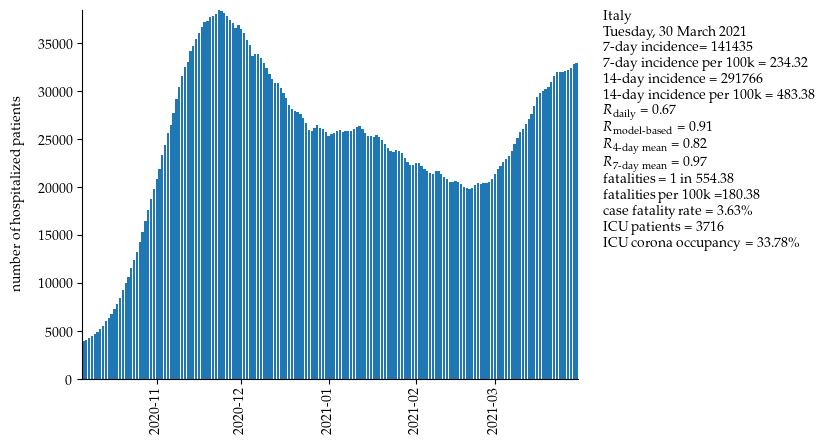 number of hospitalized patients
35000
30000
25000
20000
15000
10000
5000
0
2020-11
2020-12
2021-01
2021-02
2021-03
Italy
Tuesday, 30 March 2021
7-day incidence= 141435
7-day incidence per 100k = 234.32
14-day incidence = 291766
14-day incidence per 100k = 483.38
R_daily = 0.67
R_model-based = 0.91
R_4-day mean = 0.82
R_7-day mean = 0.97
fatalities = 1 in 554.38
fatalities per 100k =180.38
case fatality rate = 3.63%
ICU patients = 3716
ICU corona occupancy = 33.78%